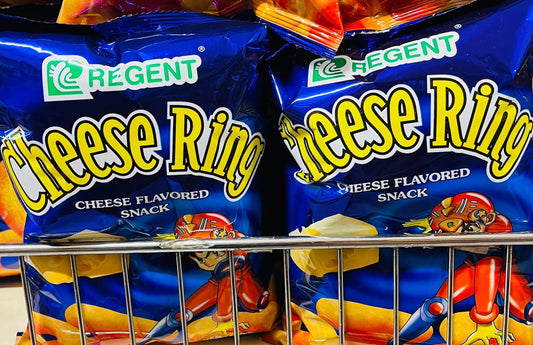 REGENT®
Cheese Ring
CHEESE FLAVORED
SNACK
REGENT®
Cheese Ring
CHEESE FLAVORED
SNACK